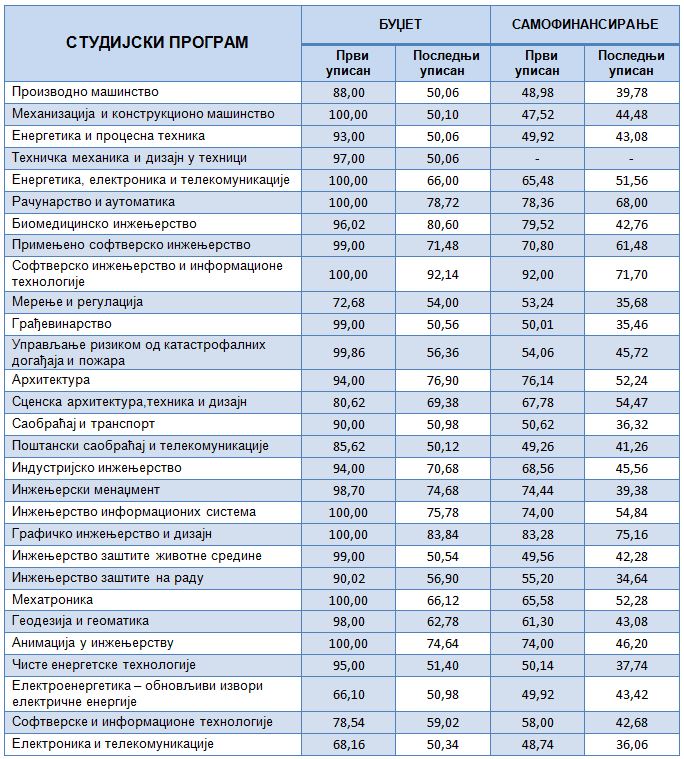 СТУДИЈСКИ ПРОГРАМ БУЏЕТ САМОФИНАНСИРАЊЕ
Први уписан Последњи уписан Први уписан Последњи уписан
Производно машинство 88,00 50,06 48,98 39,78
Механизација и конструкционо машинство 100,00 50,10 47,52 44,48
Енергетика и процесна техника 93,00 50,06 49,92 43,08
Техничка механика и дизајн у техници 97,00 50,06 - -
Енергетика, електроника и телекомуникације 100,00 66,00 65,48 51,56
Рачунарство и аутоматика 100,00 78,72 78,36 68,00
Биомедицинско инжењерство 96,02 80,60 79,52 42,76
Примењено софтверско инжењерство 99,00 71,48 70,80 61,48
Софтверско инжењерство и информационе
технологије 100,00 92,14 92,00 71,70
Мерење и регулација 72,68 54,00 53,24 35,68
Грађевинарство 99,00 50,56 50,01 35,46
Управљање ризиком од катастрофалних
догађаја и пожара 99,86 56,36 54,06 45,72
Архитектура 94,00 76,90 76,14 52,24
Сценска архитектура,техника и дизајн 80,62 69,38 67,78 54,47
Саобраћај и транспорт 90,00 50,98 50,62 36,32
Поштански саобраћај и телекомуникације 85,62 50,12 49,26 41,26
Индустријско инжењерство 94,00 70,68 68,56 45,56
Инжењерски менаџмент 98,70 74,68 74,44 39,38
Инжењерство информационих система 100,00 75,78 74,00 54,84
Графичко инжењерство и дизајн 100,00 83,84 83,28 75,16
Инжењерство заштите животне средине 99,00 50,54 49,56 42,28
Инжењерство заштите на раду 90,02 56,90 55,20 34,64
Мехатроника 100,00 66,12 65,58 52,28
Геодезија и геоматика 98,00 62,78 61,30 43,08
Анимација у инжењерству 100,00 74,64 74,00 46,20
Чисте енергетске технологије 95,00 51,40 50,14 37,74
Електроенергетика – обновљиви извори
електричне енергије 66,10 50,98 49,92 43,42
Софтверске и информационе технологије 78,54 59,02 58,00 42,68
Електроника и телекомуникације 68,16 50,34 48,74 36,06